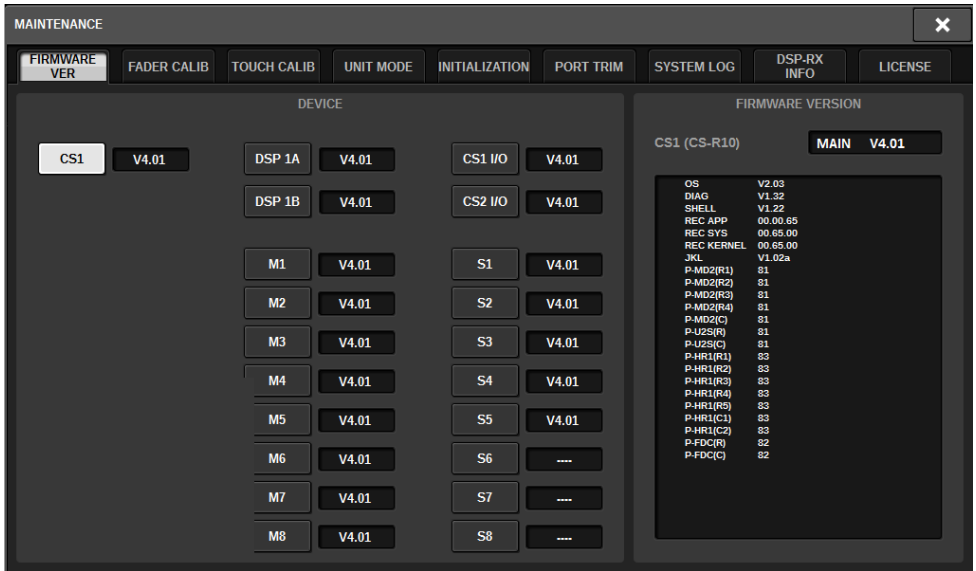 MAINTENANCE
FIRMWARE VER
FADER CALIB
TOUCH CALIB
UNIT MODE
INITIALIZATION
PORT TRIM
SYSTEM LOG
DSP-RX INFO
LICENSE
DEVICE
CS1 V4.01 DSP 1A V4.01 CS1 I/O V4.01
DSP 1B V4.01 CS2 I/O V4.01
M1 V4.01 S1 V4.01
M2 V4.01 S2 V4.01
M3 V4.01 S3 V4.01
M4 V4.01 S4 V4.01
M5 V4.01 S5 V4.01
M6 V4.01 S6 ----
M7 V4.01 S7 ----
M8 V4.01 S8 ----
FIRMWARE VERSION
CS1 (CS-R10) MAIN V4.01
OS V2.03
DIAG V1.32
SHELL V1.22
REC APP 00.00.65
REC SYS 00.65.00
REC KERNEL 00.65.00
JKL V1.02a
P-MD2(R1) 81
P-MD2(R2) 81
P-MD2(R3) 81
P-MD2(R4) 81
P-MD2(C) 81
P-U2S(R) 81
P-U2S(C) 81
P-HR1(R1) 83
P-HR1(R2) 83
P-HR1(R3) 83
P-HR1(R4) 83
P-HR1(R5) 83
P-HR1(C1) 83
P-HR1(C2) 83
P-FDC(R) 82
P-FDC(C) 82